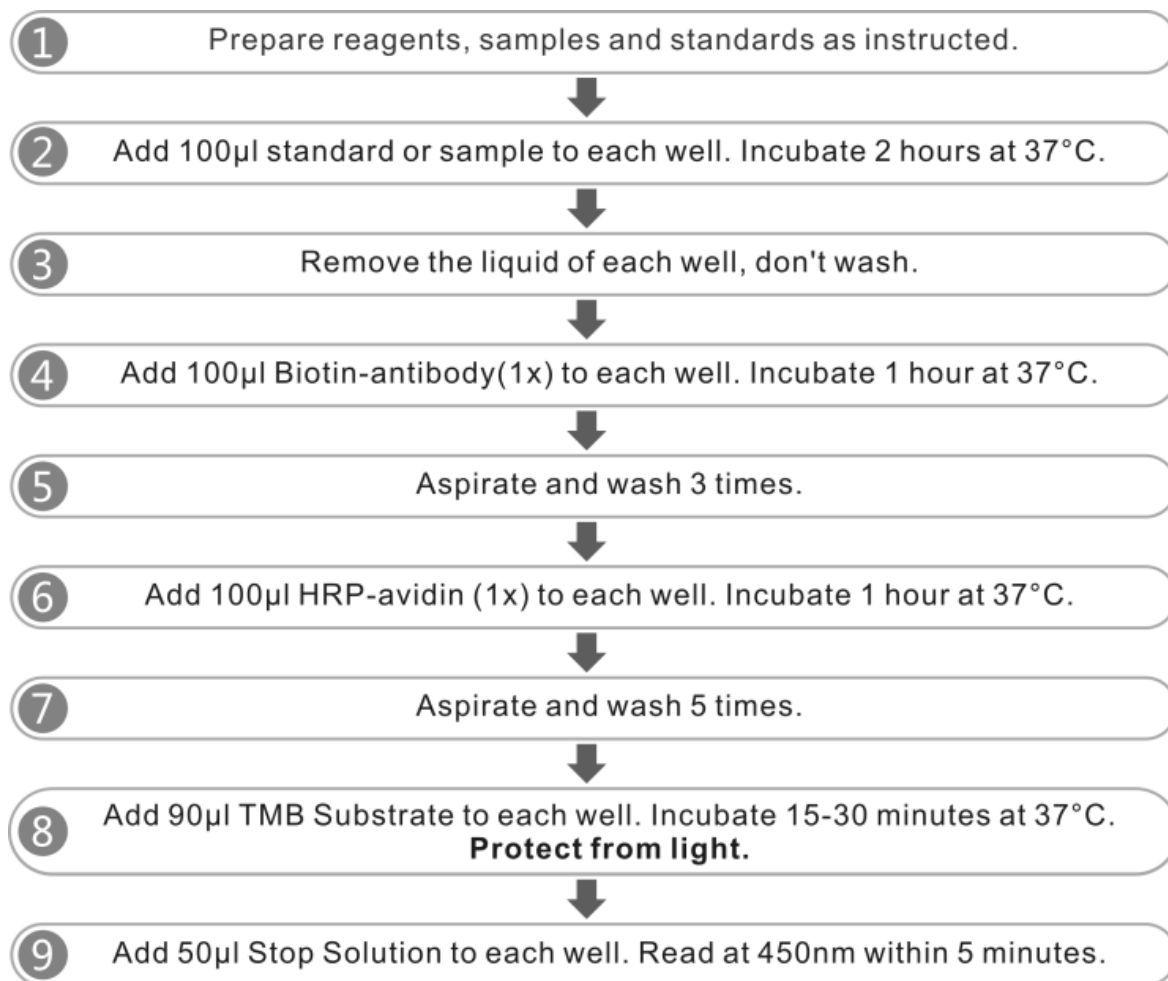 1 Prepare reagents, samples and standards as instructed.
2 Add 100µl standard or sample to each well. Incubate 2 hours at 37°C.
3 Remove the liquid of each well, don't wash.
4 Add 100µl Biotin-antibody(1x) to each well. Incubate 1 hour at 37°C.
5 Aspirate and wash 3 times.
6 Add 100µl HRP-avidin (1x) to each well. Incubate 1 hour at 37°C.
7 Aspirate and wash 5 times.
8 Add 90µl TMB Substrate to each well. Incubate 15-30 minutes at 37°C.
Protect from light.
9 Add 50µl Stop Solution to each well. Read at 450nm within 5 minutes.